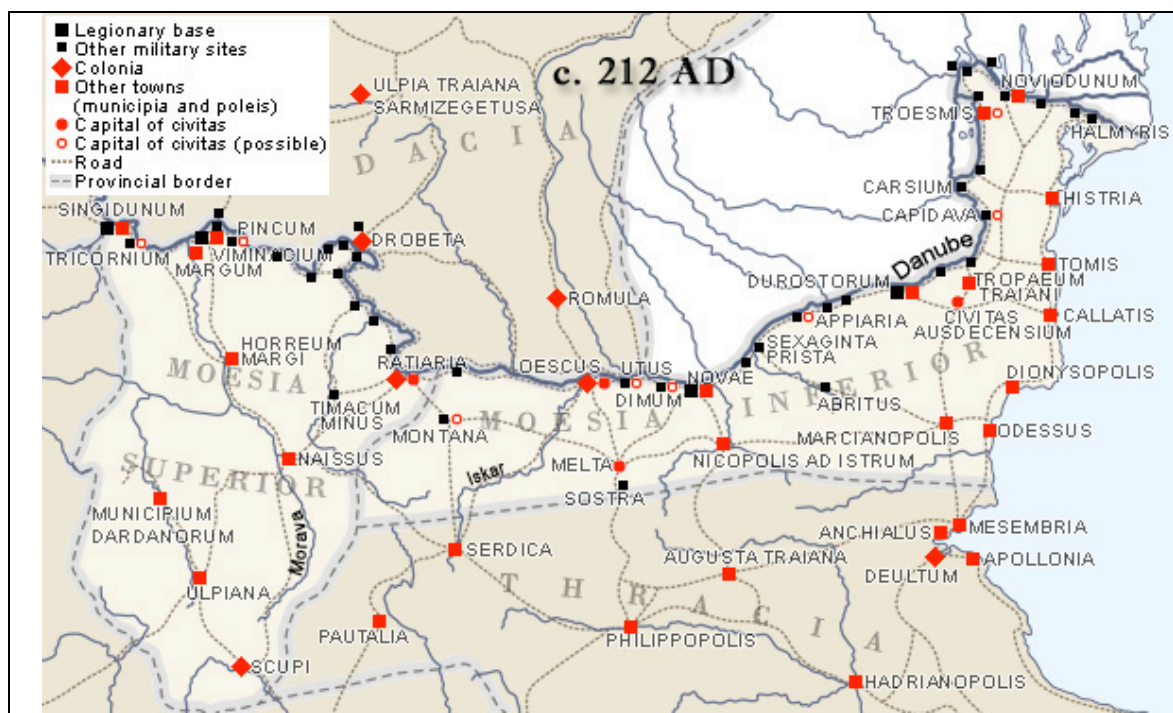 Legionary base
Other military sites
Colonia
Other towns
(municipia and poleis)
Capital of civitas
Capital of civitas (possible)
Road
Provincial border
c. 212 AD
ULPIA TRAIANA
SARMIZEGETUSA
DACIA
NOVIODUNUM
TROESMIS
HALMYRIS
CARSIUM
HISTRIA
CAPIDAVA
SINGIDUNUM
PINCUM
TRICORNIUM
VIMINACIUM
MARGUM
DROBETA
Danube
TOMIS
DUROSTORUM
TROPAEUM
TRAIANI
ROMULA
CIVITAS
AUSDECENSIUM
CALLATIS
APPIARIA
SEXAGINTA
PRISTA
HORREUM
MARGI
RATIARIA
OESCUS
UTUS
DIMUM
NOVAE
MOESIA
MOESIA
INFERIOR
DIONYSOPOLIS
TIMACUM
MINUS
ABRITUS
MONTANA
MARCIANOPOLIS
ODESSUS
NAISSUS
SUPERIOR
Iskar
MELTA
NICOPOLIS AD ISTRUM
SOSTRA
MUNICIPIUM
DARDANORUM
Morava
ANCHIALUS
MESEMBRIA
SERDICA
AUGUSTA TRAIANA
DEULTUM
APOLLONIA
THRACIA
ULPIANA
PAUTALIA
PHILIPPOPOLIS
SCUPI
HADRIANOPOLIS